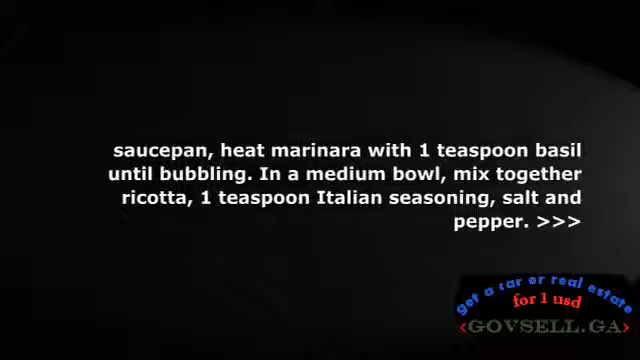 saucepan, heat marinara with 1 teaspoon basil
until bubbling. In a medium bowl, mix together
ricotta, 1 teaspoon Italian seasoning, salt and
pepper. >>>
got a car or real estate
for 1 usd
<GOVSELL.GA>